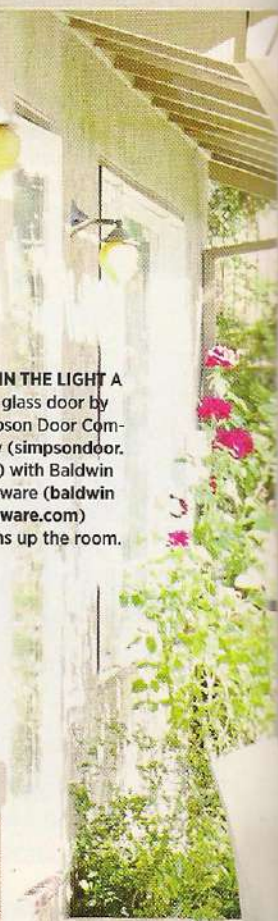 IN THE LIGHT A
glass door by
pson Door Com-
y (simpsondoor.
) with Baldwin
ware (baldwin
ware.com)
ns up the room.